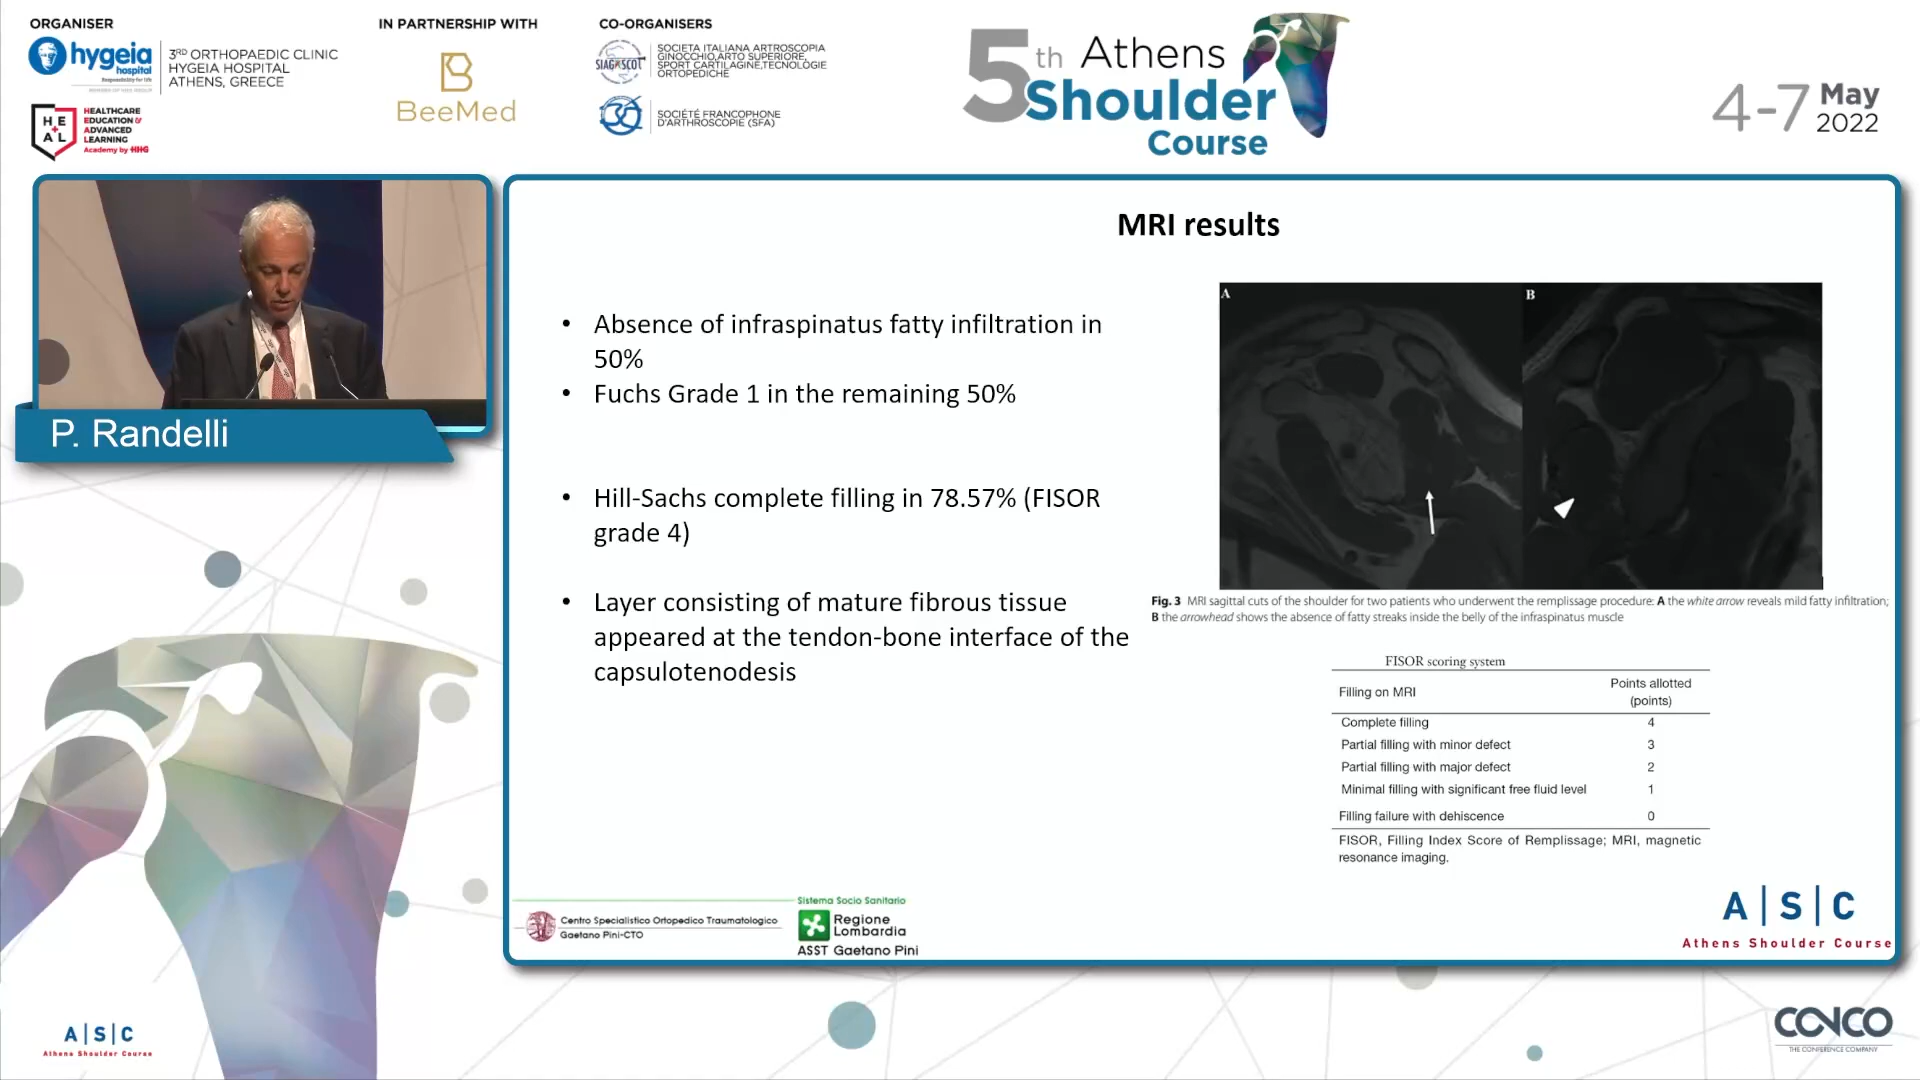 ORGANISER
hygeia
hospital
3RD ORTHOPAEDIC CLINIC
HYGEIA HOSPITAL
ATHENS, GREECE
HEAL
HEALTHCARE
EDUCATION &
ADVANCED
LEARNING
Academy by HHG
IN PARTNERSHIP WITH
BeeMed
CO-ORGANISERS
SIAGASCOT
SOCIETA ITALIANA ARTROSCOPIA
GINOCCHIO,ARTO SUPERIORE,
SPORT CARTILAGINE,TECNOLOGIE
ORTOPEDICHE
SOCIÉTÉ FRANCOPHONE
D'ARTHROSCOPIE (SFA)
5th Athens
Shoulder
Course
4-7 May
2022
P. Randelli
MRI results
• Absence of infraspinatus fatty infiltration in
50%
• Fuchs Grade 1 in the remaining 50%
• Hill-Sachs complete filling in 78.57% (FISOR
grade 4)
• Layer consisting of mature fibrous tissue
appeared at the tendon-bone interface of the
capsulotenodesis
A
B
Fig. 3 MRI sagittal cuts of the shoulder for two patients who underwent the remplissage procedure: A the white arrow reveals mild fatty infiltration;
B the arrowhead shows the absence of fatty streaks inside the belly of the infraspinatus muscle
FISOR scoring system
Filling on MRI Points allotted
(points)
Complete filling 4
Partial filling with minor defect 3
Partial filling with major defect 2
Minimal filling with significant free fluid level 1
Filling failure with dehiscence 0
FISOR, Filling Index Score of Remplissage; MRI, magnetic
resonance imaging.
Centro Specialistico Ortopedico Traumatologico
Gaetano Pini-CTO
Sistema Socio Sanitario
Regione
Lombardia
ASST Gaetano Pini
A|S|C
Athens Shoulder Course
A|S|C
Athens Shoulder Course
CONCO
THE CONFERENCE COMPANY